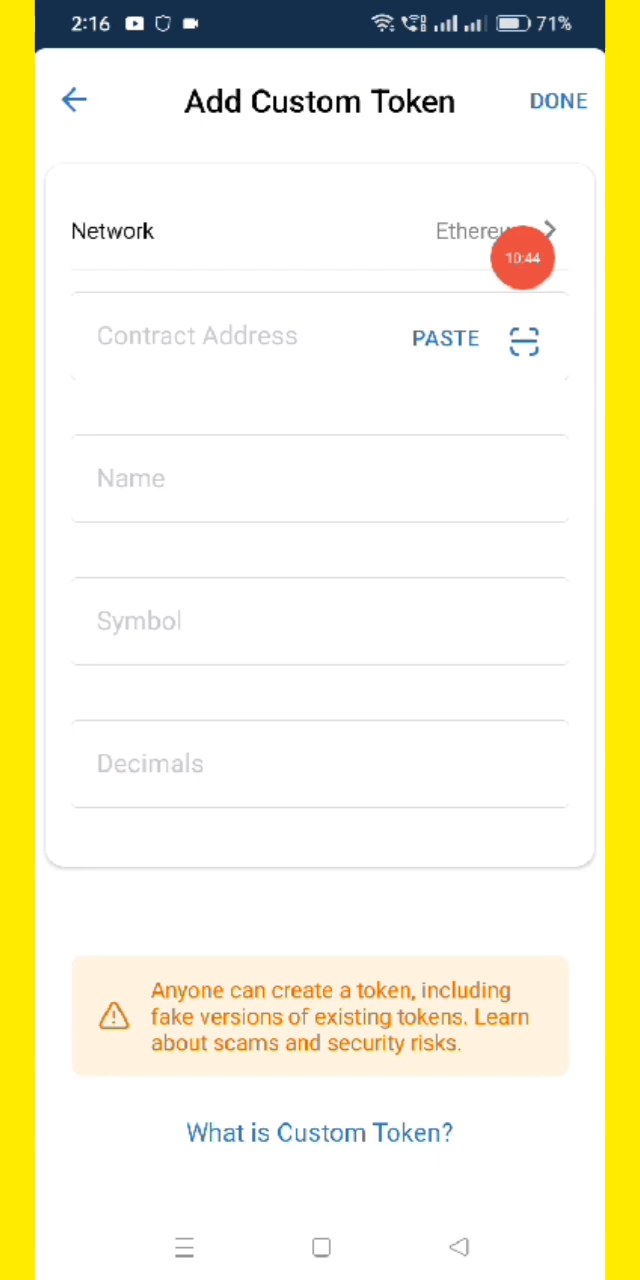 2:16 71%
Add Custom Token DONE
Network
10:44
Contract Address PASTE
Name
Symbol
Decimals
Anyone can create a token, including
fake versions of existing tokens. Learn
about scams and security risks.
What is Custom Token?